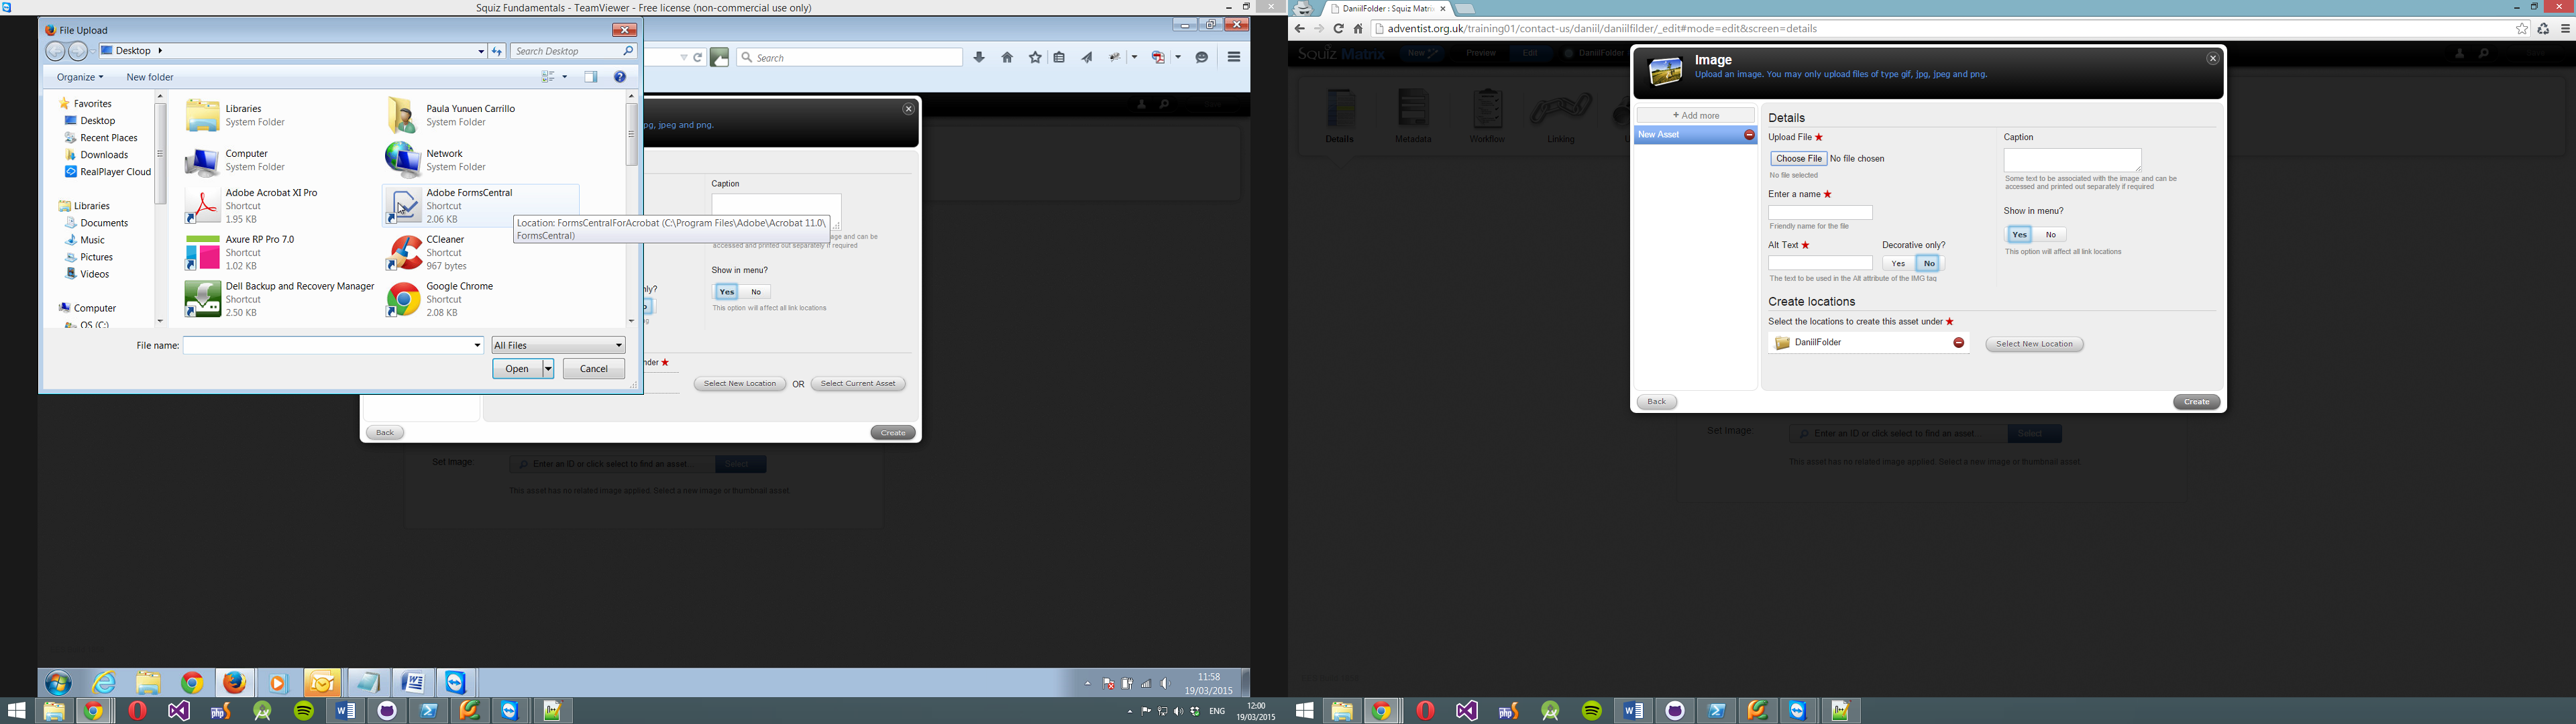 Squiz Fundamentals - TeamViewer - Free license (non-commercial use only)
File Upload
Desktop
Search Desktop
Organize
New folder
Favorites
Desktop
Recent Places
Downloads
RealPlayer Cloud
Libraries
Documents
Music
Pictures
Videos
Computer
OS (C:)
Libraries
System Folder
Paula Yunuen Carrillo
System Folder
Computer
System Folder
Network
System Folder
Adobe Acrobat XI Pro
Shortcut
1.95 KB
Adobe FormsCentral
Shortcut
2.06 KB
Axure RP Pro 7.0
Shortcut
1.02 KB
CCleaner
Shortcut
967 bytes
Dell Backup and Recovery Manager
Shortcut
2.50 KB
Google Chrome
Shortcut
2.08 KB
Location: FormsCentralForAcrobat (C:\Program Files\Adobe\Acrobat 11.0\
FormsCentral)
File name:
All Files
Open
Cancel
Search
pg, jpeg and png.
Caption
age and can be
accessed and printed out separately if required
Show in menu?
Yes No
This option will affect all link locations
nly?
nder ★
Select New Location OR Select Current Asset
Back
Create
Set Image
Enter an ID or click select to find an asset...
Select
This asset has no related image applied. Select a new image or thumbnail asset.
11:58
19/03/2015
ENG
12:00
19/03/2015
DaniilFolder : Squiz Matrix
adventist.org.uk/training01/contact-us/daniil/daniilfilder/_edit#mode=edit&screen=details
Squiz Matrix
New
Preview
Edit
DaniilFolder
Details
Metadata
Workflow
Linking
Image
Upload an image. You may only upload files of type gif, jpg, jpeg and png.
+ Add more
New Asset
Details
Upload File ★
Choose File No file chosen
No file selected
Enter a name ★
Friendly name for the file
Alt Text ★
Decorative only?
Yes No
The text to be used in the Alt attribute of the IMG tag
Caption
Some text to be associated with the image and can be
accessed and printed out separately if required
Show in menu?
Yes No
This option will affect all link locations
Create locations
Select the locations to create this asset under ★
DaniilFolder
Select New Location
Back
Create
Set Image
Enter an ID or click select to find an asset...
Select
This asset has no related image applied. Select a new image or thumbnail asset.